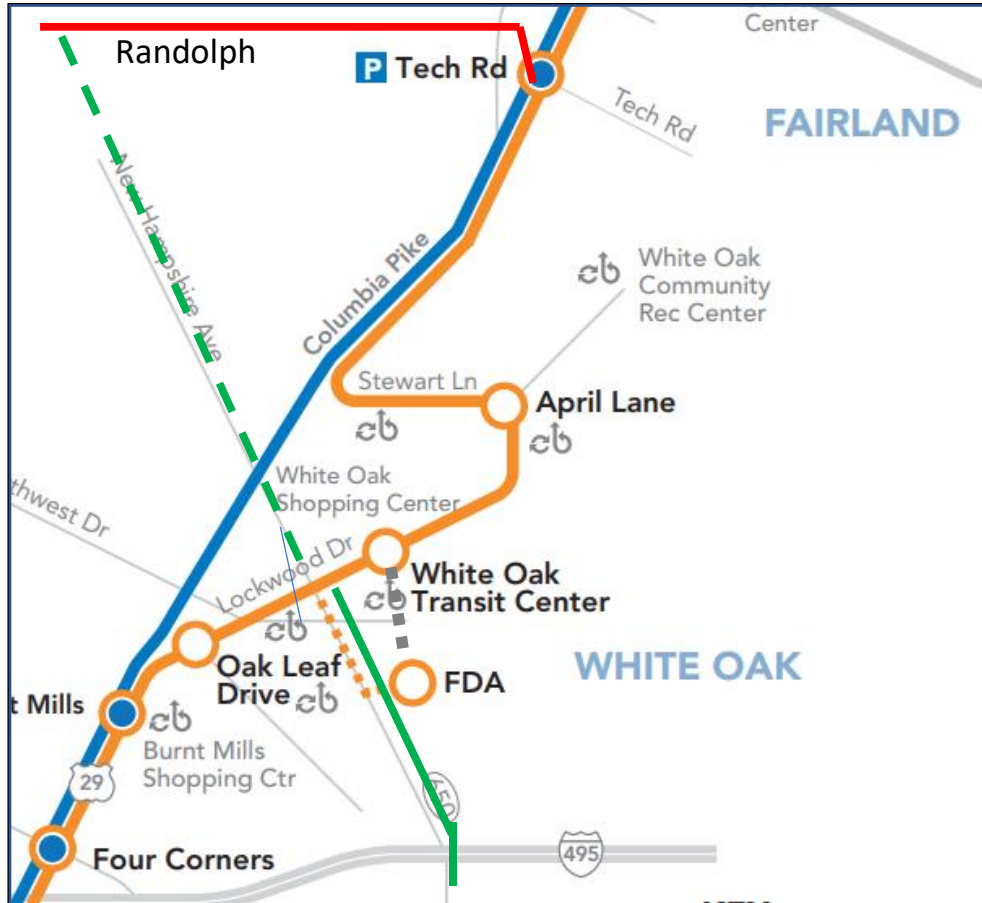 Center
Randolph
P Tech Rd
Tech Rd
FAIRLAND
New Hampshire Ave
Columbia Pike
White Oak
Community
Rec Center
Stewart Ln
April Lane
White Oak
Shopping Center
thwest Dr
Lockwood Dr
White Oak
Transit Center
Oak Leaf
Drive
FDA
WHITE OAK
t Mills
Burnt Mills
Shopping Ctr
29
650
495
Four Corners